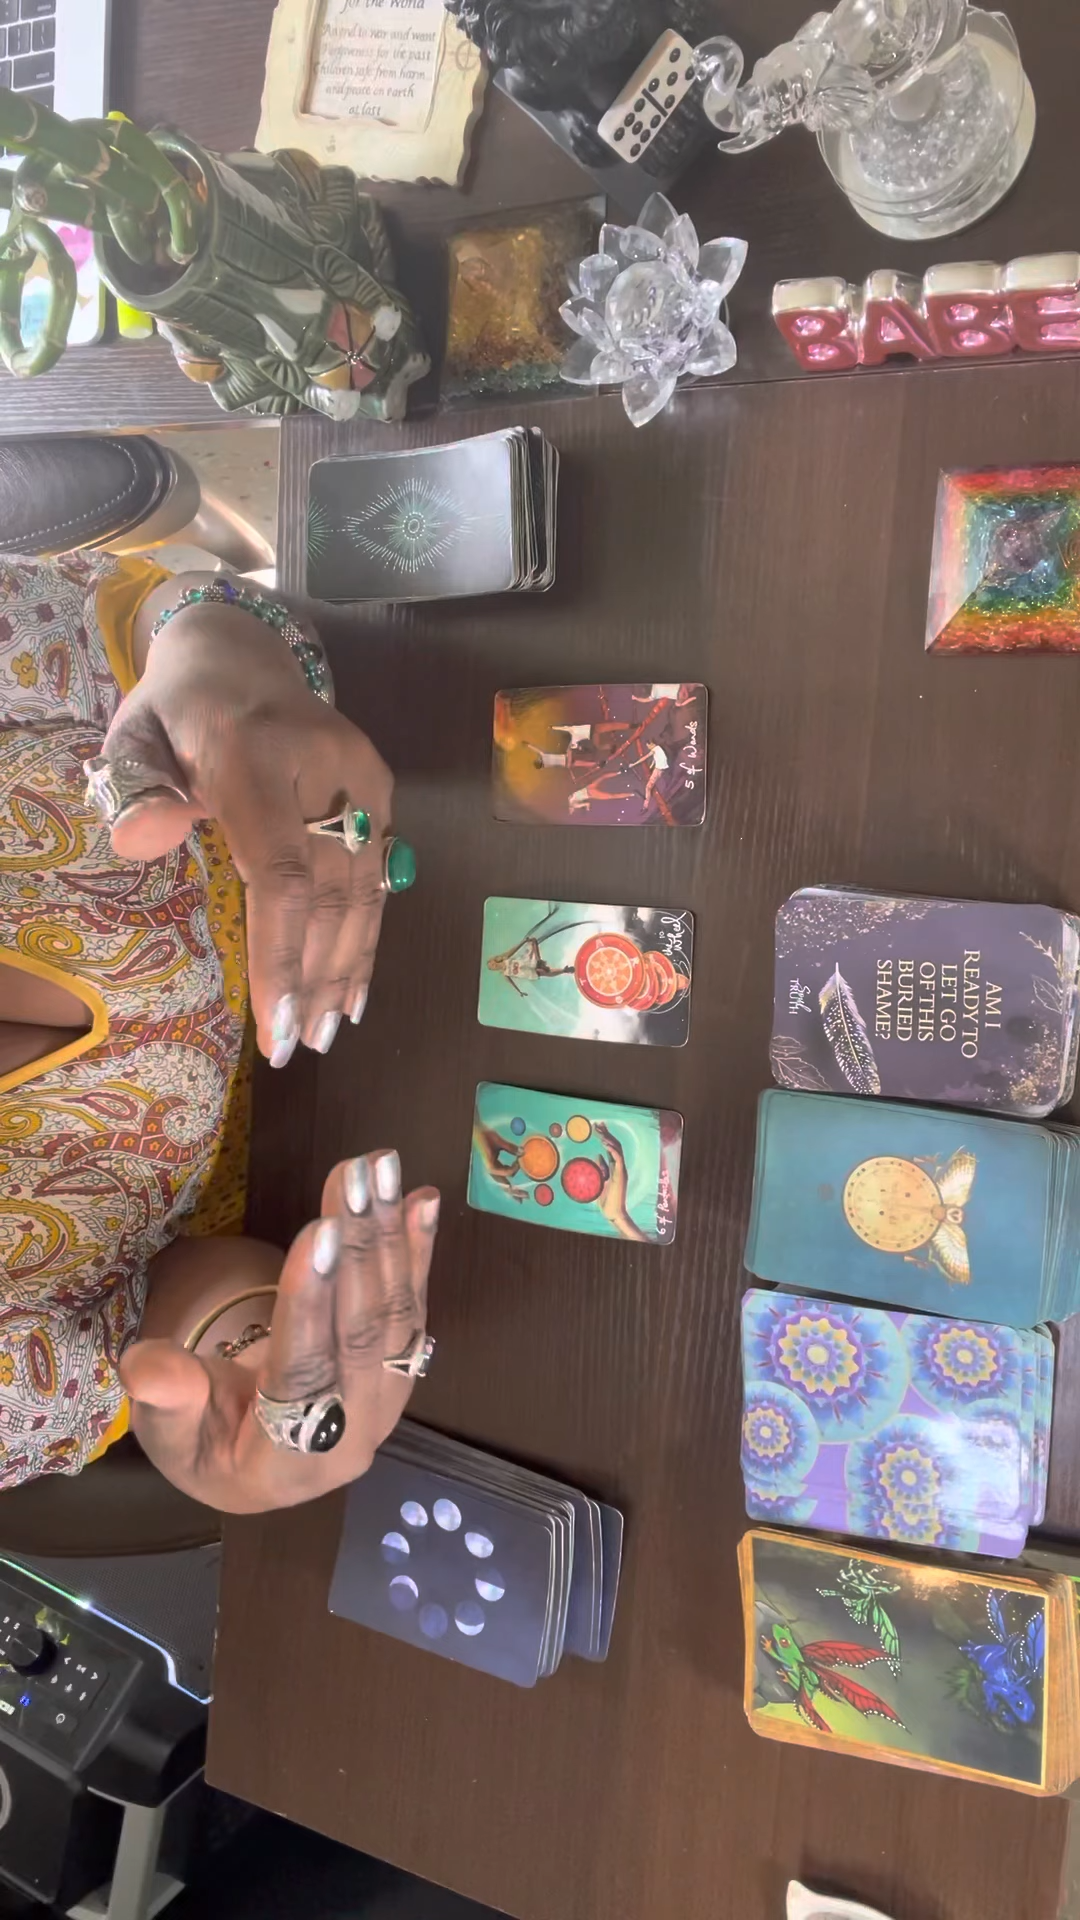 for the World
An end to war and want
Forgiveness for the past
Children safe from harm...
and peace on earth
at last
BABE
5 of Wands
10
the Wheel
6 of Pentacles
AM I
READY TO
LET GO
OF THIS
BURIED
SHAME?
Soul
TRUTH